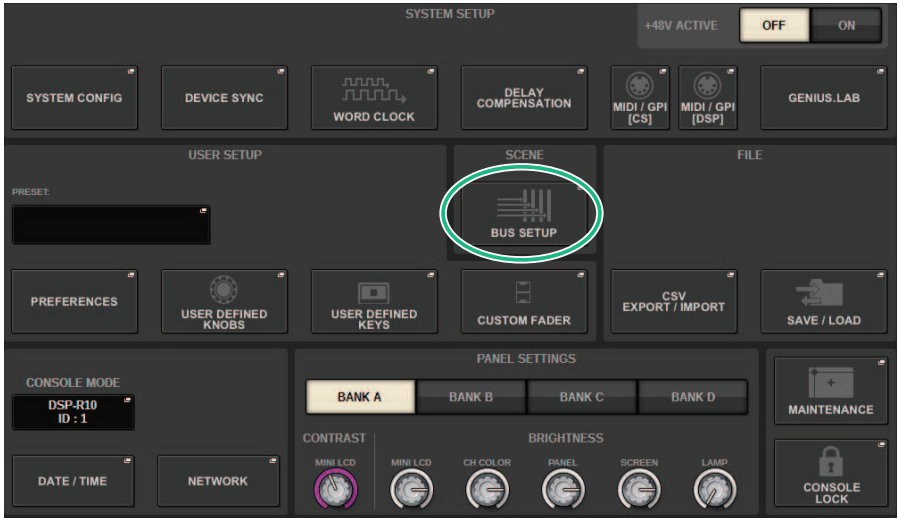 SYSTEM SETUP
+48V ACTIVE
OFF
ON
SYSTEM CONFIG
DEVICE SYNC
WORD CLOCK
DELAY
COMPENSATION
MIDI / GPI
[CS]
MIDI / GPI
[DSP]
GENIUS.LAB
USER SETUP
SCENE
FILE
PRESET:
BUS SETUP
PREFERENCES
USER DEFINED
KNOBS
USER DEFINED
KEYS
CUSTOM FADER
CSV
EXPORT / IMPORT
SAVE / LOAD
CONSOLE MODE
DSP-R10
ID : 1
DATE / TIME
NETWORK
PANEL SETTINGS
BANK A
BANK B
BANK C
BANK D
CONTRAST
BRIGHTNESS
MINI LCD
MINI LCD
CH COLOR
PANEL
SCREEN
LAMP
MAINTENANCE
CONSOLE
LOCK